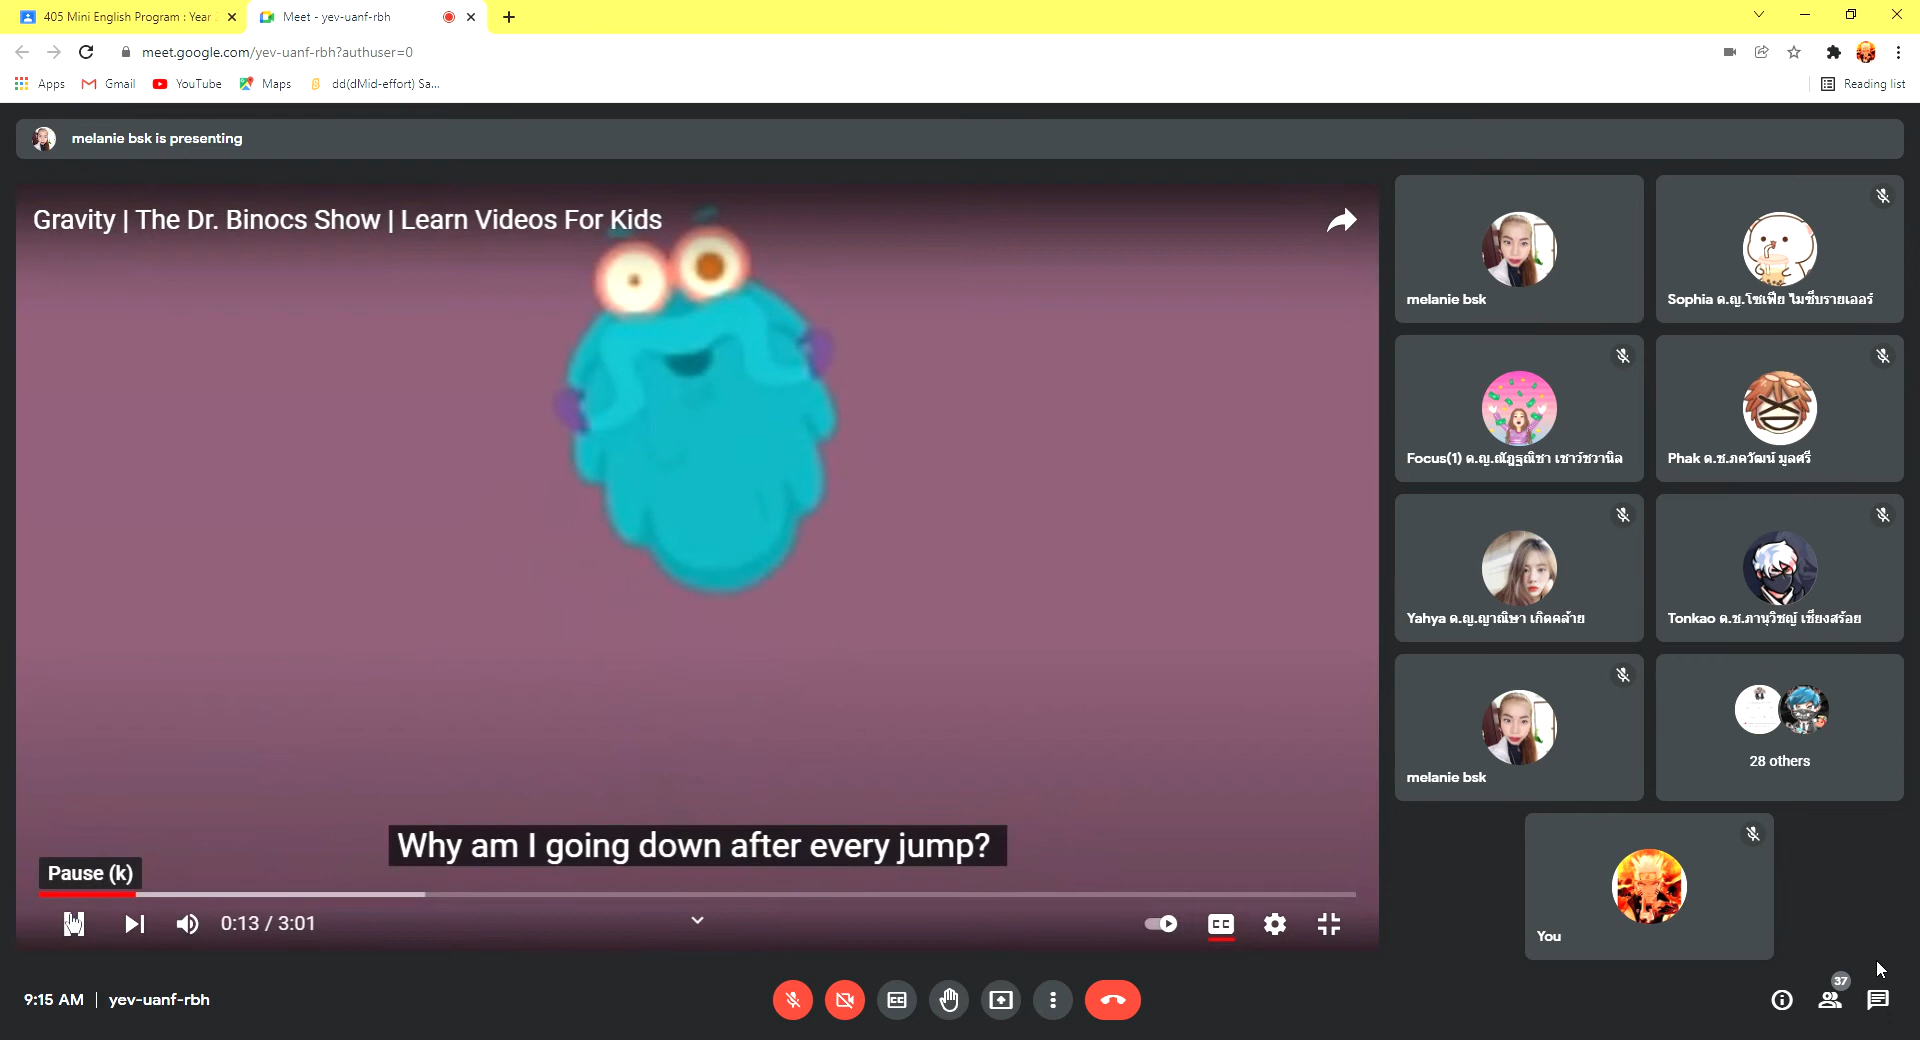 405 Mini English Program : Year
Meet - yev-uanf-rbh
meet.google.com/yev-uanf-rbh?authuser=0
Apps
Gmail
YouTube
Maps
dd(dMid-effort) Sa...
Reading list
melanie bsk is presenting
Gravity | The Dr. Binocs Show | Learn Videos For Kids
Why am I going down after every jump?
Pause (k)
0:13 / 3:01
CC
melanie bsk
Sophia ด.ญ.โซเฟีย ไมซึ่บรายเออร์
Focus(1) ด.ญ.ณัฏฐณิชา เชาว์ชวานิล
Phak ด.ช.ภควัฒน์ มูลศรี
Yahya ด.ญ.ญาณิษา เกิดคล้าย
Tonkao ด.ช.ภานุวิชญ์ เชียงสร้อย
melanie bsk
28 others
You
9:15 AM | yev-uanf-rbh
CC
37